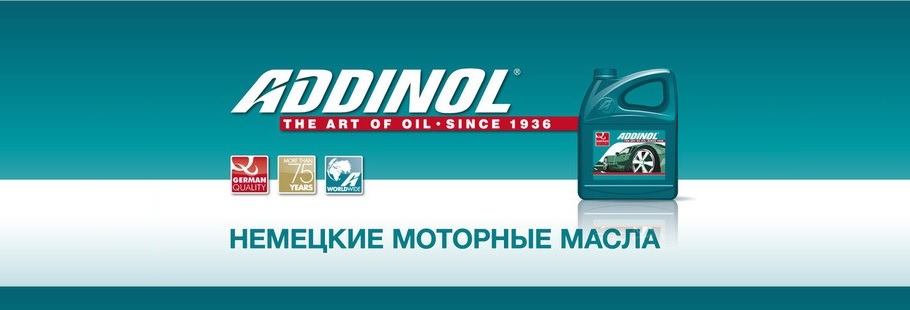 ADDINOL®
THE ART OF OIL · SINCE 1936
GERMAN
QUALITY
MORE THAN
75
YEARS
WORLDWIDE
ADDINOL
НЕМЕЦКИЕ МОТОРНЫЕ МАСЛА